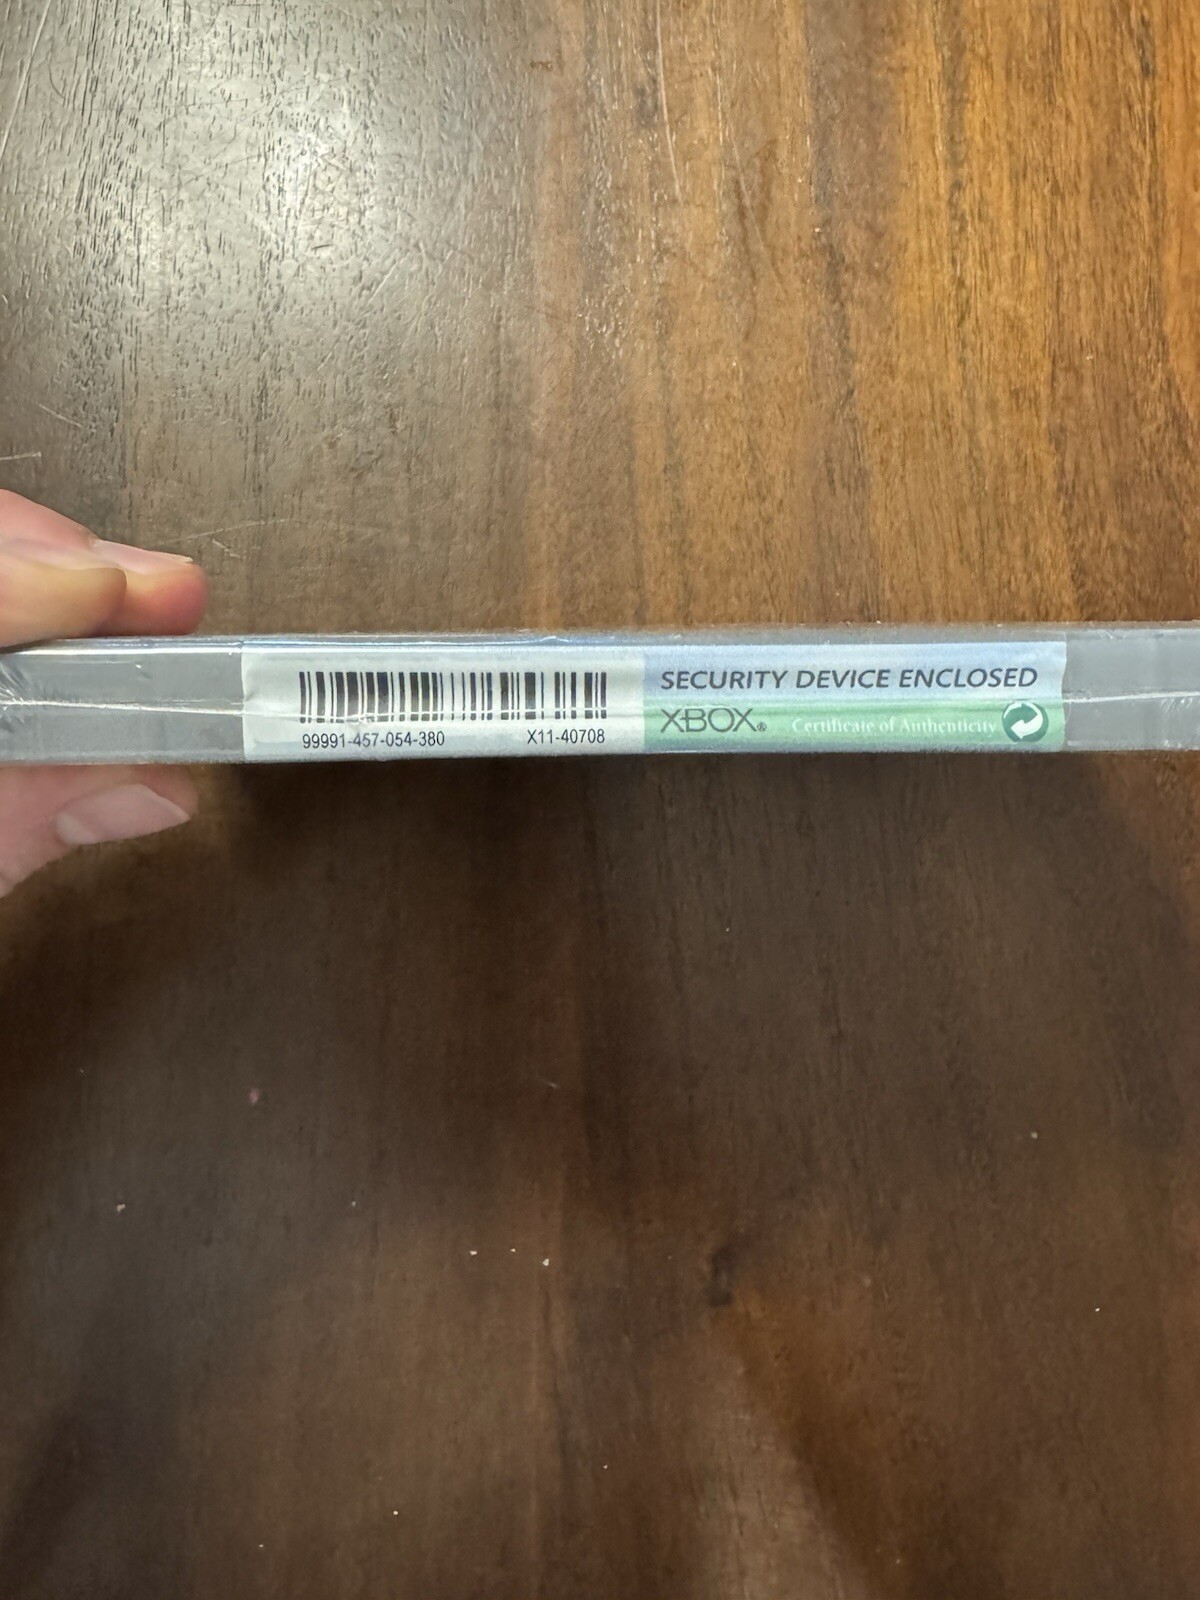 99991-457-054-380 X11-40708
SECURITY DEVICE ENCLOSED
XBOX® Certificate of Authenticity